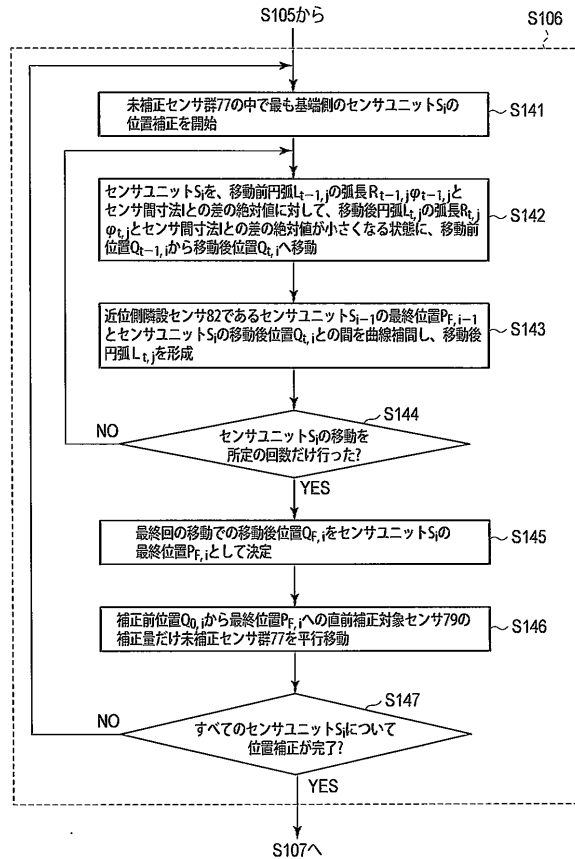 S105から
S106
未補正センサ群77の中で最も基端側のセンサユニットSiの
位置補正を開始
S141
センサユニットSiを、移動前円弧Lt-1,jの弧長Rt-1,jφt-1,jと
センサ間寸法lとの差の絶対値に対して、移動後円弧Lt,jの弧長Rt,j
φt,jとセンサ間寸法lとの差の絶対値が小さくなる状態に、移動前
位置Qt-1,iから移動後位置Qt,iへ移動
S142
近位側隣設センサ82であるセンサユニットSi-1の最終位置PF,i-1
とセンサユニットSiの移動後位置Qt,iとの間を曲線補間し、移動後
円弧Lt,jを形成
S143
S144
センサユニットSiの移動を
所定の回数だけ行った?
NO
YES
最終回の移動での移動後位置QF,iをセンサユニットSiの
最終位置PF,iとして決定
S145
補正前位置Q0,iから最終位置PF,iへの直前補正対象センサ79の
補正量だけ未補正センサ群77を平行移動
S146
S147
すべてのセンサユニットSiについて
位置補正が完了?
NO
YES
S107へ